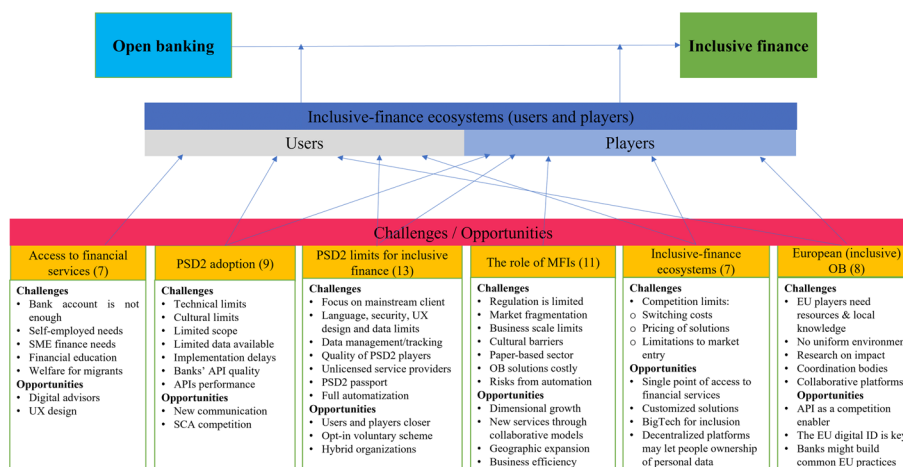 Open banking
Inclusive finance
Inclusive-finance ecosystems (users and players)
Users
Players
Challenges / Opportunities
Access to financial
services (7)
Challenges
• Bank account is not
enough
• Self-employed needs
• SME finance needs
• Financial education
• Welfare for migrants
Opportunities
• Digital advisors
• UX design
PSD2 adoption (9)
Challenges
• Technical limits
• Cultural limits
• Limited scope
• Limited data available
• Implementation delays
• Banks' API quality
• APIs performance
Opportunities
• New communication
• SCA competition
PSD2 limits for inclusive
finance (13)
Challenges
• Focus on mainstream client
• Language, security, UX
design and data limits
• Data management/tracking
• Quality of PSD2 players
• Unlicensed service providers
• PSD2 passport
• Full automatization
Opportunities
• Users and players closer
• Opt-in voluntary scheme
• Hybrid organizations
The role of MFIs (11)
Challenges
• Regulation is limited
• Market fragmentation
• Business scale limits
• Cultural barriers
• Paper-based sector
• OB solutions costly
• Risks from automation
Opportunities
• Dimensional growth
• New services through
collaborative models
• Geographic expansion
• Business efficiency
Inclusive-finance
ecosystems (7)
Challenges
• Competition limits:
o Switching costs
o Pricing of solutions
o Limitations to market
entry
Opportunities
• Single point of access to
financial services
• Customized solutions
• BigTech for inclusion
• Decentralized platforms
may let people ownership
of personal data
European (inclusive)
OB (8)
Challenges
• EU players need
resources & local
knowledge
• No uniform environmen
• Research on impact
• Coordination bodies
• Collaborative platforms
Opportunities
• API as a competition
enabler
• The EU digital ID is key
• Banks might build
common EU practices